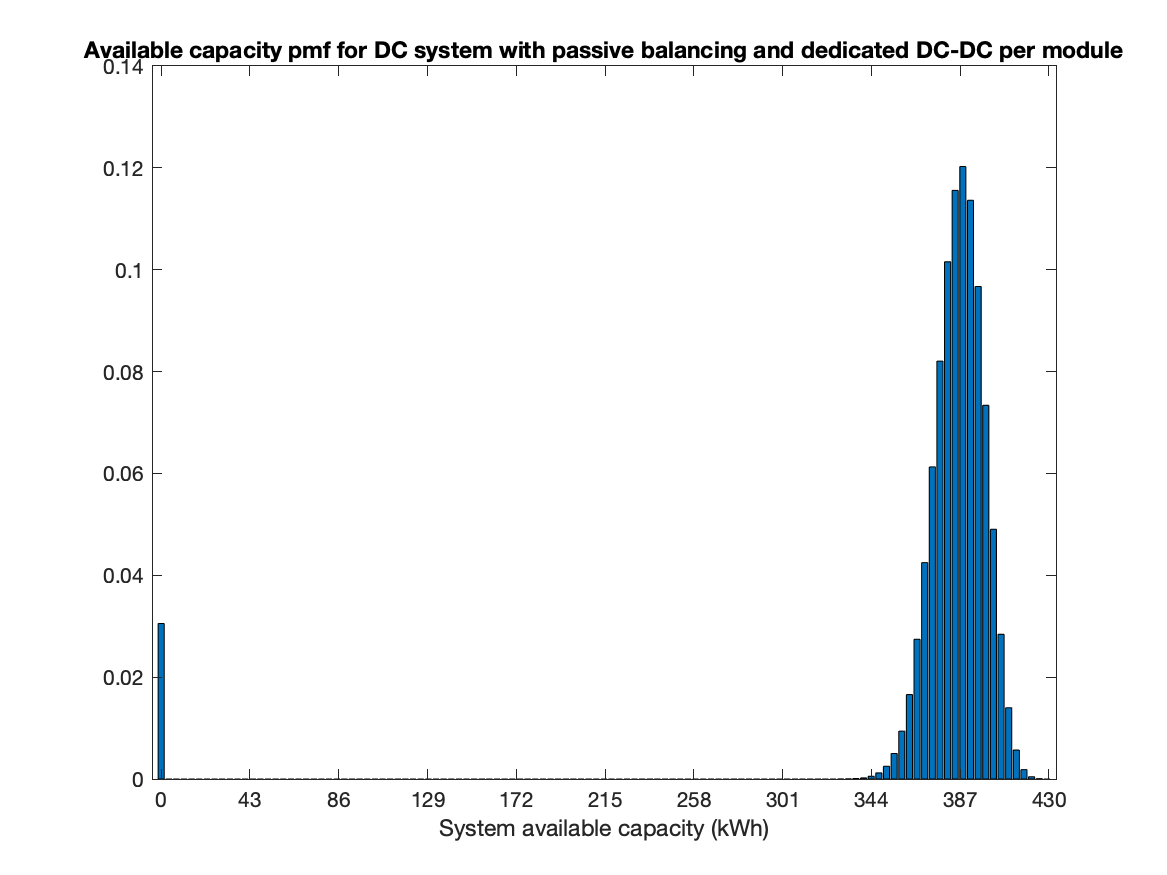 Available capacity pmf for DC system with passive balancing and dedicated DC-DC per module
0.14
0.12
0.1
0.08
0.06
0.04
0.02
0
0 43 86 129 172 215 258 301 344 387 430
System available capacity (kWh)